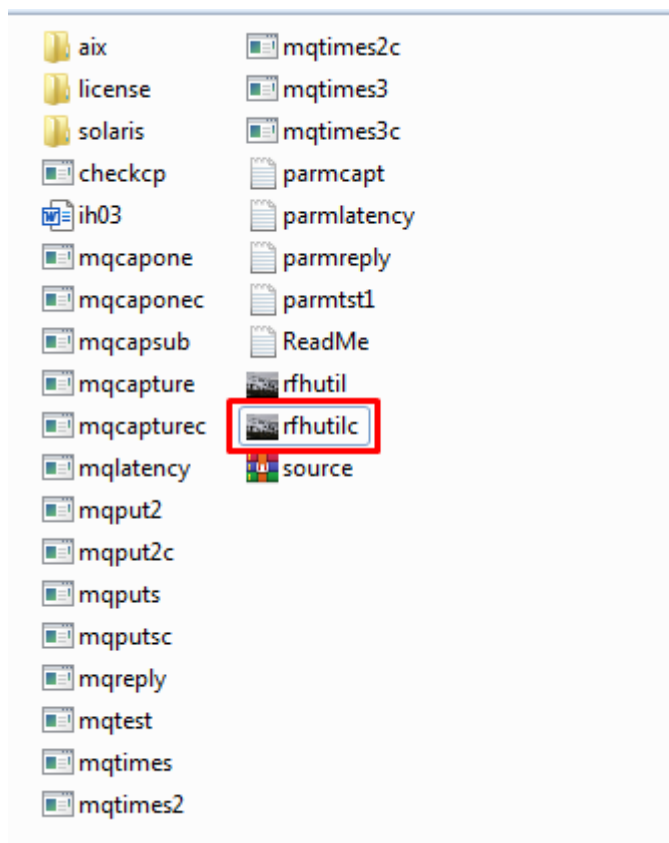 aix
license
solaris
checkcp
ih03
mqcapone
mqcaponec
mqcapsub
mqcapture
mqcapturec
mqlatency
mqput2
mqput2c
mqputs
mqputsc
mqreply
mqtest
mqtimes
mqtimes2
mqtimes2c
mqtimes3
mqtimes3c
parmcapt
parmlatency
parmreply
parmtst1
ReadMe
rfhutil
rfhutilc
source